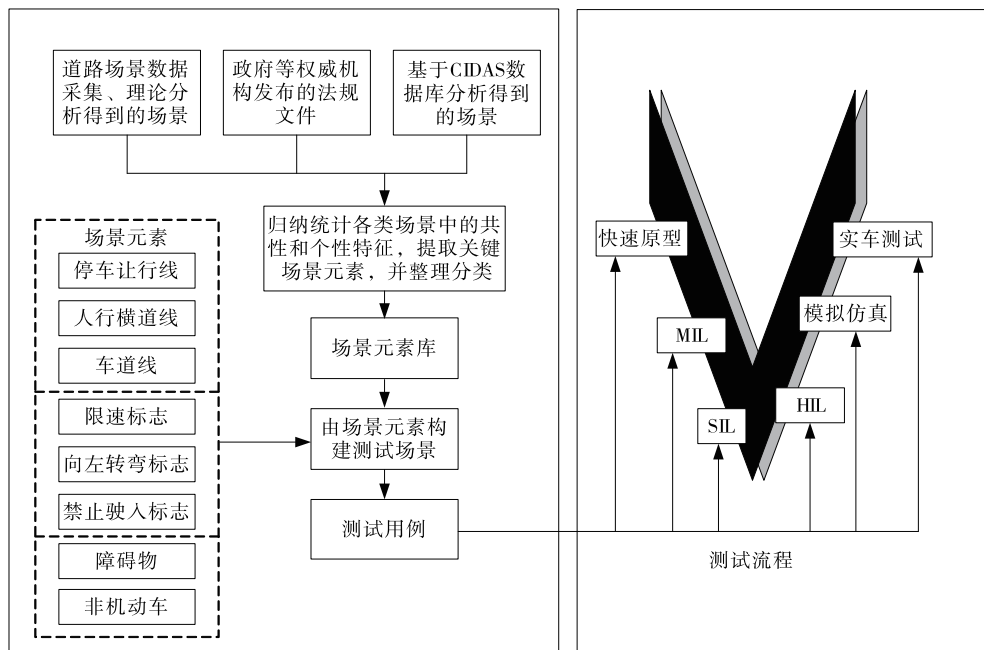 道路场景数据
采集、理论分
析得到的场景
政府等权威机
构发布的法规
文件
基于CIDAS数
据库分析得到
的场景
归纳统计各类场景中的共
性和个性特征，提取关键
场景元素，并整理分类
场景元素库
由场景元素构
建测试场景
测试用例
场景元素
停车让行线
人行横道线
车道线
限速标志
向左转弯标志
禁止驶入标志
障碍物
非机动车
快速原型
MIL
SIL
HIL
模拟仿真
实车测试
测试流程